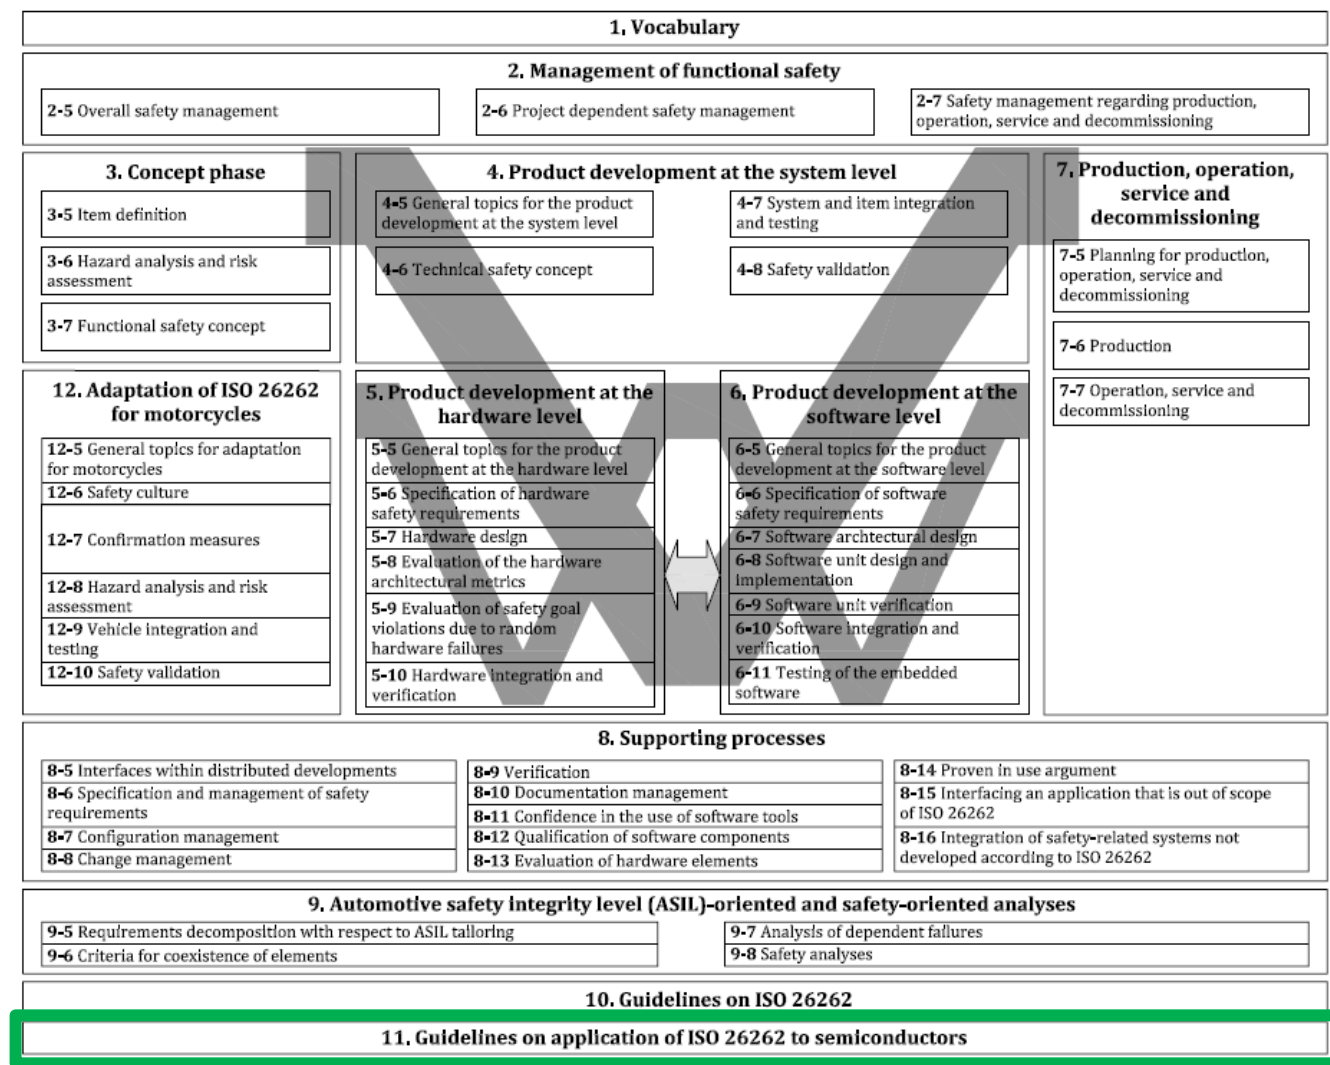 1. Vocabulary
2. Management of functional safety
2-5 Overall safety management
2-6 Project dependent safety management
2-7 Safety management regarding production,
operation, service and decommissioning
3. Concept phase
3-5 Item definition
3-6 Hazard analysis and risk
assessment
3-7 Functional safety concept
4. Product development at the system level
4-5 General topics for the product
development at the system level
4-6 Technical safety concept
4-7 System and item integration
and testing
4-8 Safety validation
7. Production, operation,
service and
decommissioning
7-5 Planning for production,
operation, service and
decommissioning
7-6 Production
7-7 Operation, service and
decommissioning
12. Adaptation of ISO 26262
for motorcycles
12-5 General topics for adaptation
for motorcycles
12-6 Safety culture
12-7 Confirmation measures
12-8 Hazard analysis and risk
assessment
12-9 Vehicle integration and
testing
12-10 Safety validation
5. Product development at the
hardware level
5-5 General topics for the product
development at the hardware level
5-6 Specification of hardware
safety requirements
5-7 Hardware design
5-8 Evaluation of the hardware
architectural metrics
5-9 Evaluation of safety goal
violations due to random
hardware failures
5-10 Hardware integration and
verification
6. Product development at the
software level
6-5 General topics for the product
development at the software level
6-6 Specification of software
safety requirements
6-7 Software archtectural design
6-8 Software unit design and
implementation
6-9 Software unit verification
6-10 Software integration and
verification
6-11 Testing of the embedded
software
8. Supporting processes
8-5 Interfaces within distributed developments
8-6 Specification and management of safety
requirements
8-7 Configuration management
8-8 Change management
8-9 Verification
8-10 Documentation management
8-11 Confidence in the use of software tools
8-12 Qualification of software components
8-13 Evaluation of hardware elements
8-14 Proven in use argument
8-15 Interfacing an application that is out of scope
of ISO 26262
8-16 Integration of safety-related systems not
developed according to ISO 26262
9. Automotive safety integrity level (ASIL)-oriented and safety-oriented analyses
9-5 Requirements decomposition with respect to ASIL tailoring
9-6 Criteria for coexistence of elements
9-7 Analysis of dependent failures
9-8 Safety analyses
10. Guidelines on ISO 26262
11. Guidelines on application of ISO 26262 to semiconductors